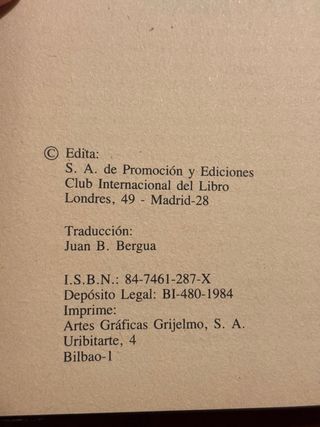 © Edita:
S. A. de Promoción y Ediciones
Club Internacional del Libro
Londres, 49 - Madrid-28
Traducción:
Juan B. Bergua
I.S.B.N.: 84-7461-287-X
Depósito Legal: BI-480-1984
Imprime:
Artes Gráficas Grijelmo, S. A.
Uribitarte, 4
Bilbao-1